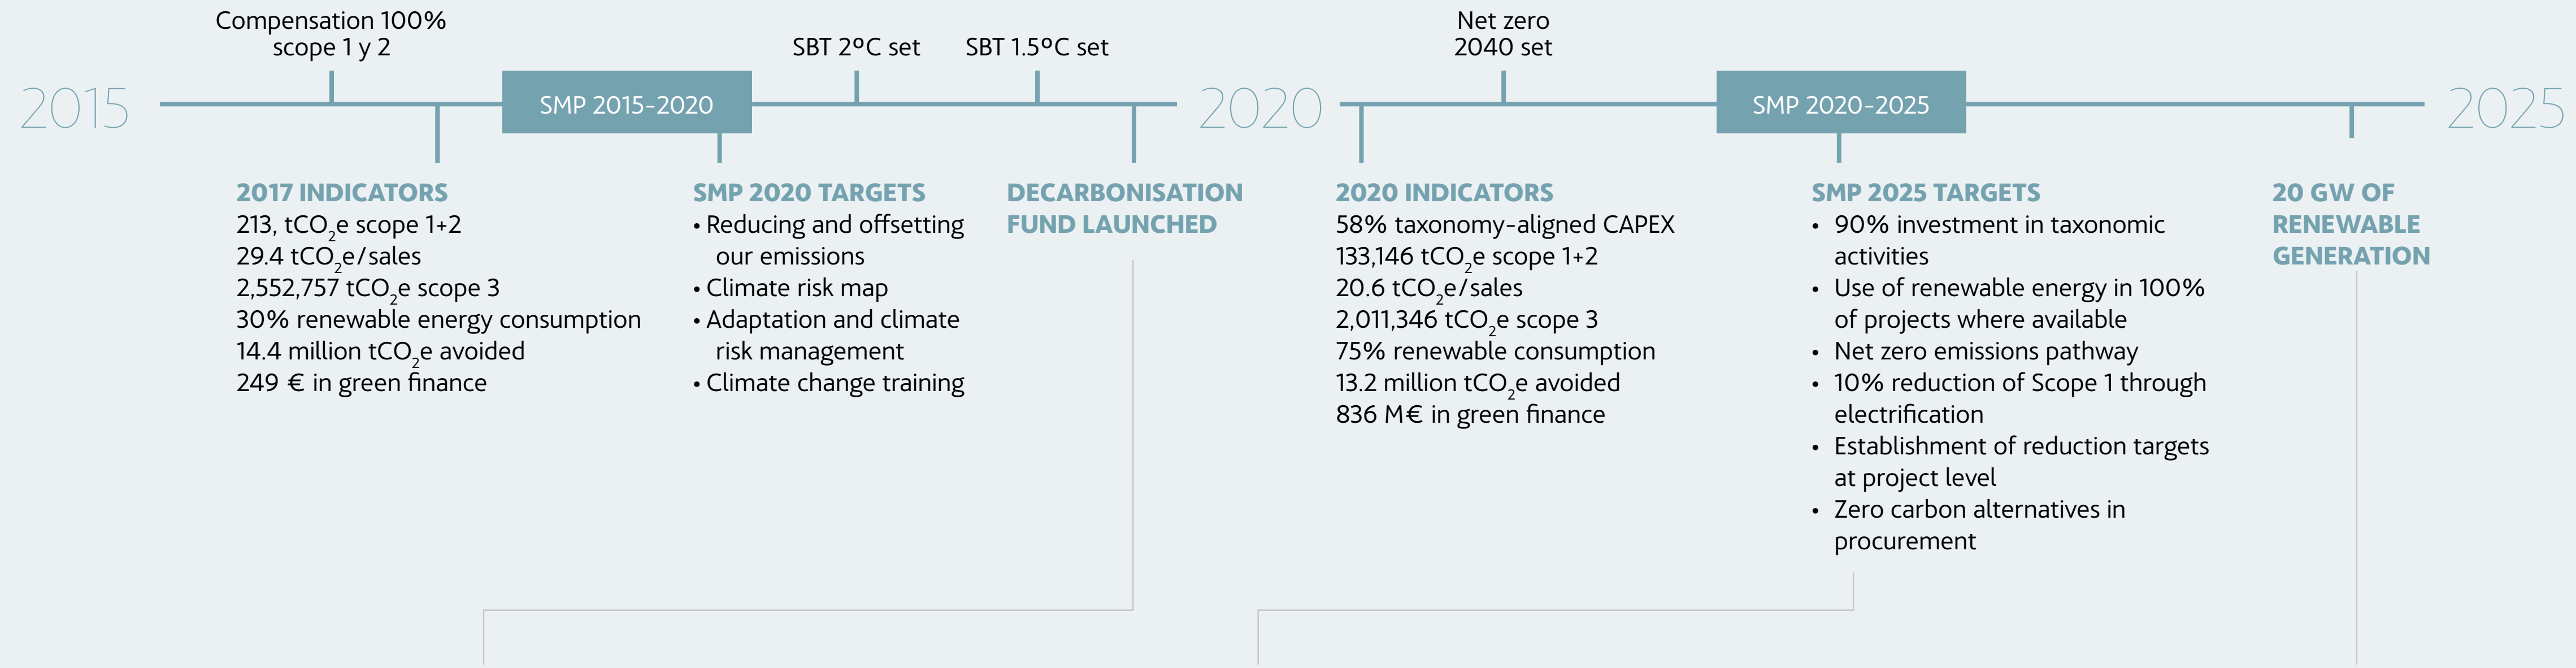 Compensation 100%
scope 1 y 2
SBT 2ºC set
SBT 1.5ºC set
Net zero
2040 set
2015
SMP 2015-2020
2020
SMP 2020-2025
2025
2017 INDICATORS
213, tCO2e scope 1+2
29.4 tCO2e/sales
2,552,757 tCO2e scope 3
30% renewable energy consumption
14.4 million tCO2e avoided
249 € in green finance
SMP 2020 TARGETS
• Reducing and offsetting
our emissions
• Climate risk map
• Adaptation and climate
risk management
• Climate change training
DECARBONISATION
FUND LAUNCHED
2020 INDICATORS
58% taxonomy-aligned CAPEX
133,146 tCO2e scope 1+2
20.6 tCO2e/sales
2,011,346 tCO2e scope 3
75% renewable consumption
13.2 million tCO2e avoided
836 M€ in green finance
SMP 2025 TARGETS
• 90% investment in taxonomic
activities
• Use of renewable energy in 100%
of projects where available
• Net zero emissions pathway
• 10% reduction of Scope 1 through
electrification
• Establishment of reduction targets
at project level
• Zero carbon alternatives in
procurement
20 GW OF
RENEWABLE
GENERATION